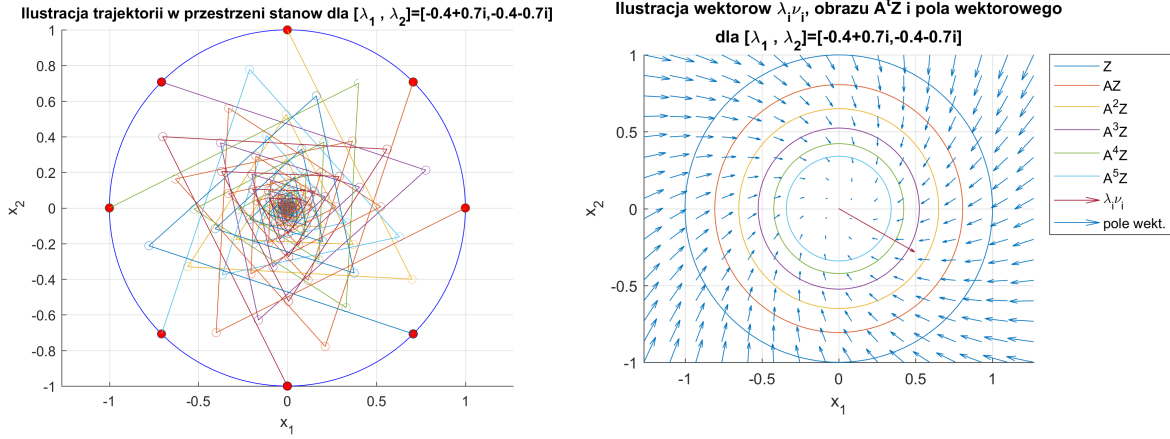 Ilustracja trajektorii w przestrzeni stanow dla [λ₁ , λ₂]=[-0.4+0.7i,-0.4-0.7i]
1
0.8
0.6
0.4
0.2
0
-0.2
-0.4
-0.6
-0.8
-1
x₂
-1
-0.5
0
0.5
1
x₁
Ilustracja wektorow λᵢνᵢ, obrazu AᵗZ i pola wektorowego
dla [λ₁ , λ₂]=[-0.4+0.7i,-0.4-0.7i]
1
0.5
0
-0.5
-1
x₂
-1
-0.5
0
0.5
1
x₁
Z
AZ
A²Z
A³Z
A⁴Z
A⁵Z
λᵢνᵢ
pole wekt.